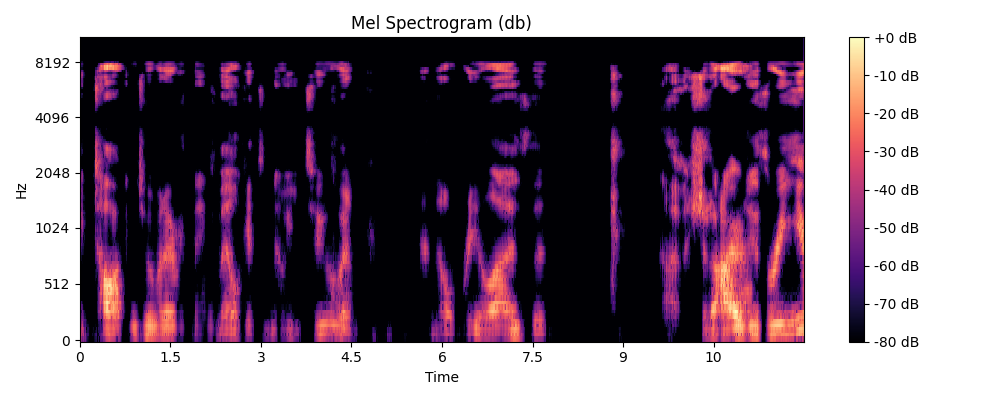 Mel Spectrogram (db)
Hz
8192
4096
2048
1024
512
0
0 1.5 3 4.5 6 7.5 9 10
Time
+0 dB
-10 dB
-20 dB
-30 dB
-40 dB
-50 dB
-60 dB
-70 dB
-80 dB